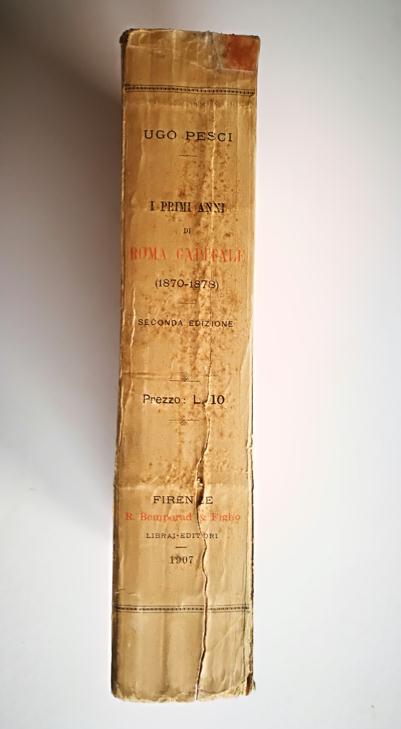 UGO PESCI
I PRIMI ANNI
DI
ROMA CAPITALE
(1870-1878)
SECONDA EDIZIONE
Prezzo: L. 10
FIRENZE
R. Bemporad & Figlio
LIBRAI-EDITORI
1907